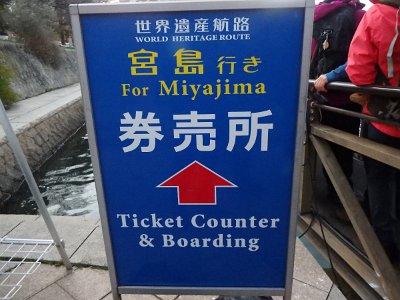 世界遺産航路
WORLD HERITAGE ROUTE
宮島行き
For Miyajima
券売所
Ticket Counter
& Boarding